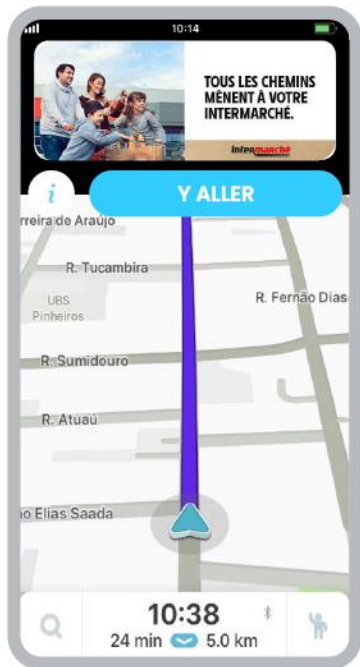 10:14
TOUS LES CHEMINS
MÈNENT À VOTRE
INTERMARCHÉ.
intermarché
i
Y ALLER
rreira de Araújo
R. Tucambira
UBS
Pinheiros
R. Fernão Dias
R. Sumidouro
R. Atuaú
o Elias Saada
10:38
24 min 5.0 km